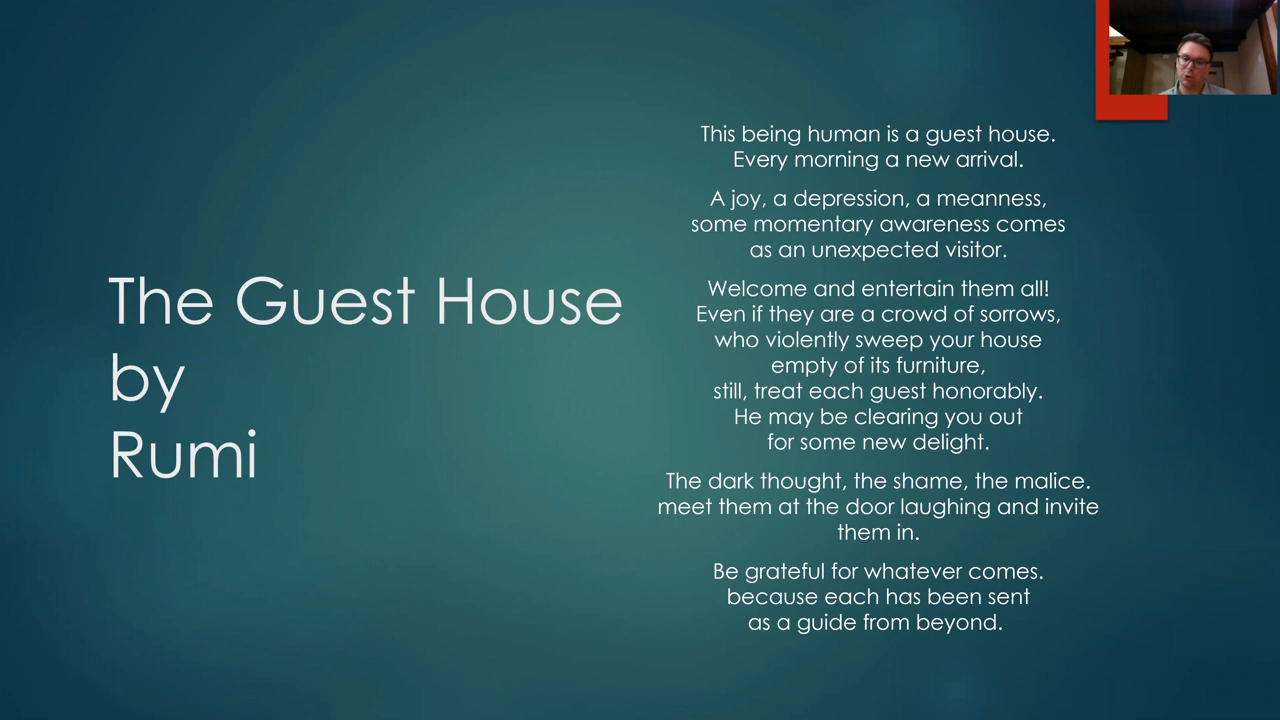 The Guest House
by
Rumi
This being human is a guest house.
Every morning a new arrival.
A joy, a depression, a meanness,
some momentary awareness comes
as an unexpected visitor.
Welcome and entertain them all!
Even if they are a crowd of sorrows,
who violently sweep your house
empty of its furniture,
still, treat each guest honorably.
He may be clearing you out
for some new delight.
The dark thought, the shame, the malice.
meet them at the door laughing and invite
them in.
Be grateful for whatever comes.
because each has been sent
as a guide from beyond.